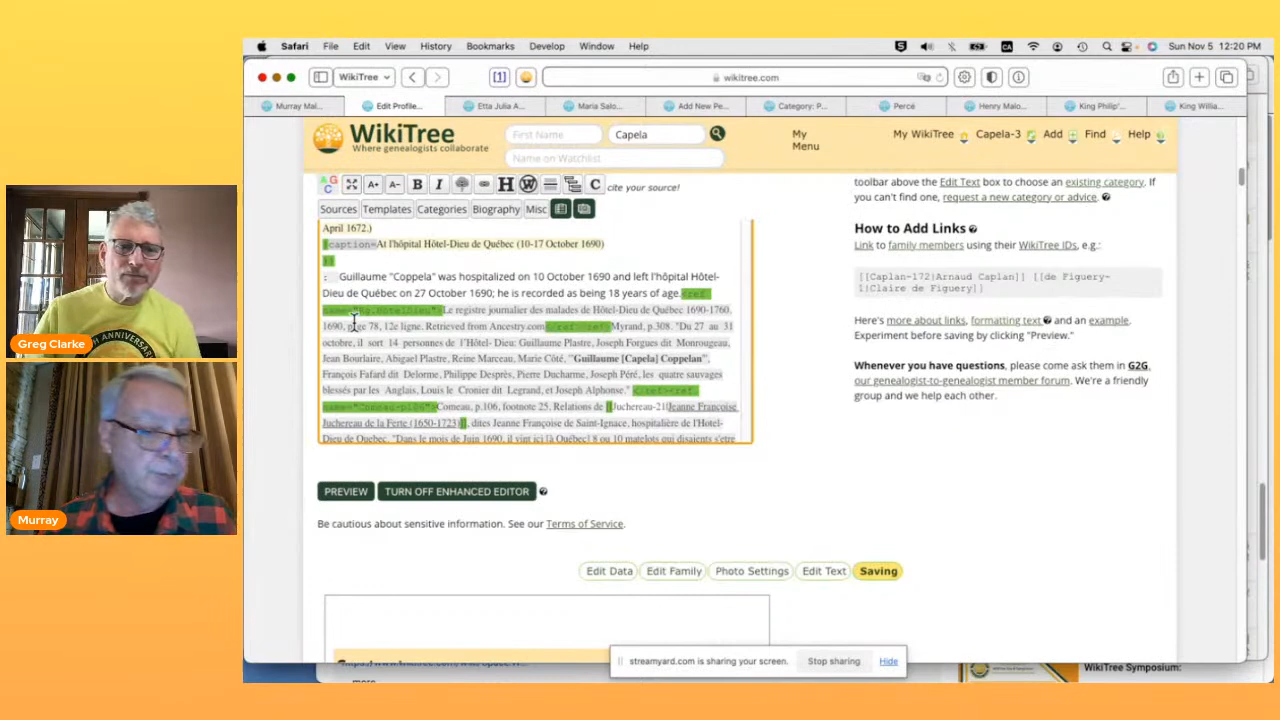 Safari File Edit View History Bookmarks Develop Window Help
CA
Sun Nov 5 12:20 PM
WikiTree
[1]
wikitree.com
Murray Mal...
Edit Profile...
Etta Julia A...
Maria Salo...
Add New Pe...
Category: P...
Percé
Henry Malo...
King Philip'...
King Willia...
WikiTree
Where genealogists collaborate
First Name
Capela
Name on Watchlist
My
Menu
My WikiTree
Capela-3
Add
Find
Help
A G
C
A+
A-
B
I
H
W
C
cite your source!
Sources
Templates
Categories
Biography
Misc
April 1672.)
|caption=At l'hôpital Hôtel-Dieu de Québec (10-17 October 1690)
}}
: Guillaume "Coppela" was hospitalized on 10 October 1690 and left l'hôpital Hôtel-
Dieu de Québec on 27 October 1690; he is recorded as being 18 years of age.<ref
Le registre journalier des malades de l'Hôtel-Dieu de Québec 1690-1760.
1690, page 78, 12e ligne. Retrieved from Ancestry.com</ref><ref>Myrand, p.308. "Du 27 au 31
octobre, il sort 14 personnes de l'Hôtel- Dieu: Guillaume Plastre, Joseph Forgues dit Monrougeau,
Jean Bourlaire, Abigael Plastre, Reine Marceau, Marie Côté, '''Guillaume [Capela] Coppelan''',
François Fafard dit Delorme, Philippe Desprès, Pierre Ducharme, Joseph Péré, les quatre sauvages
blessés par les Anglais, Louis le Cronier dit Legrand, et Joseph Alphonse." </ref><ref
name="Comeau-p106">Comeau, p.106, footnote 25, Relations de [[Juchereau-21|Jeanne Françoise
Juchereau de la Ferte (1650-1723)]], dites Jeanne Françoise de Saint-Ignace, hospitalière de l'Hotel-
Dieu de Quebec. "Dans le mois de Juin 1690, il vint ici [à Québec] 8 ou 10 matelots qui disaients s'etre
toolbar above the Edit Text box to choose an existing category. If
you can't find one, request a new category or advice.
How to Add Links
Link to family members using their WikiTree IDs, e.g.:
[[Caplan-172|Arnaud Caplan]] [[de Figuery-
1|Claire de Figuery]]
Here's more about links, formatting text and an example.
Experiment before saving by clicking "Preview."
Whenever you have questions, please come ask them in G2G,
our genealogist-to-genealogist member forum. We're a friendly
group and we help each other.
PREVIEW
TURN OFF ENHANCED EDITOR
Be cautious about sensitive information. See our Terms of Service.
Edit Data
Edit Family
Photo Settings
Edit Text
Saving
more
streamyard.com is sharing your screen.
Stop sharing
Hide
WikiTree Symposium:
Greg Clarke
Murray